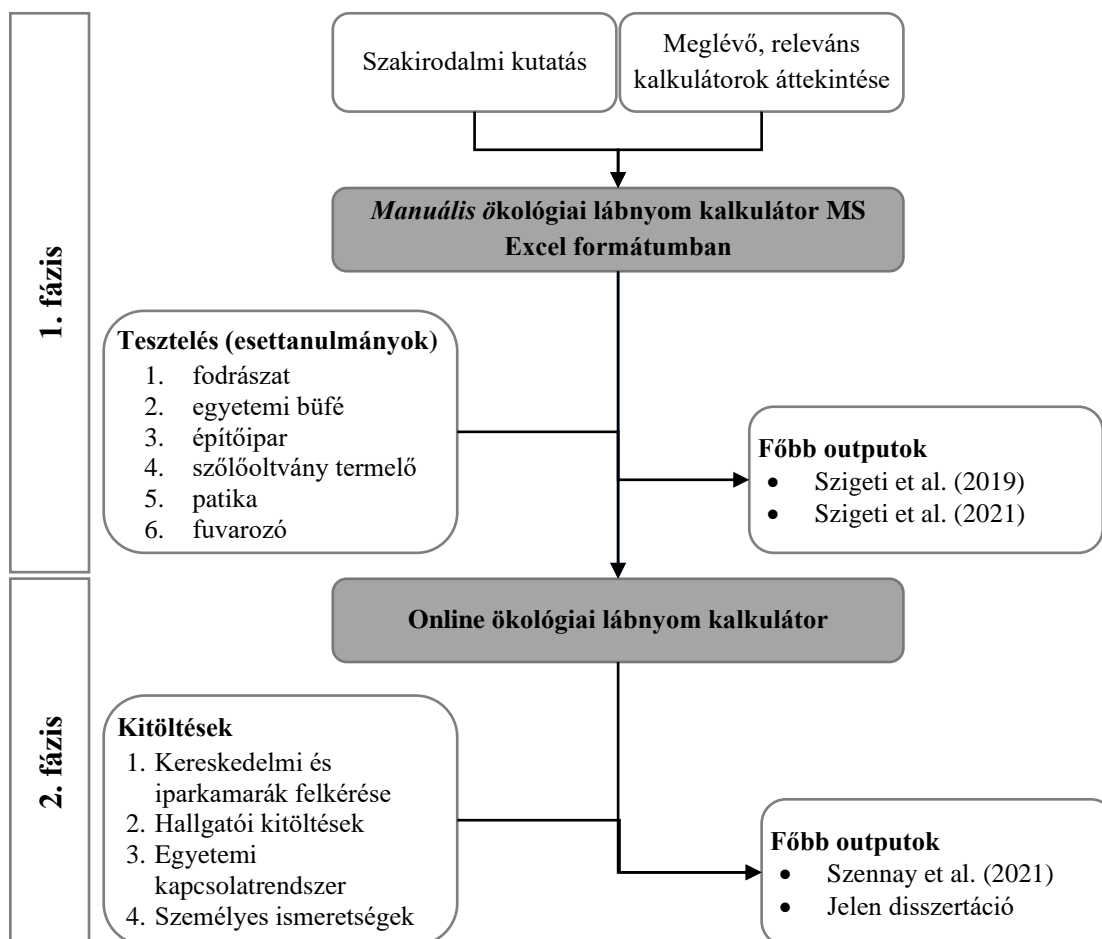 1. fázis
Szakirodalmi kutatás
Meglévő, releváns
kalkulátorok áttekintése
Manuális ökológiai lábnyom kalkulátor MS
Excel formátumban
Tesztelés (esettanulmányok)
1. fodrászat
2. egyetemi büfé
3. építőipar
4. szőlőoltvány termelő
5. patika
6. fuvarozó
Főbb outputok
• Szigeti et al. (2019)
• Szigeti et al. (2021)
2. fázis
Online ökológiai lábnyom kalkulátor
Kitöltések
1. Kereskedelmi és
iparkamarák felkérése
2. Hallgatói kitöltések
3. Egyetemi
kapcsolatrendszer
4. Személyes ismeretségek
Főbb outputok
• Szennay et al. (2021)
• Jelen disszertáció